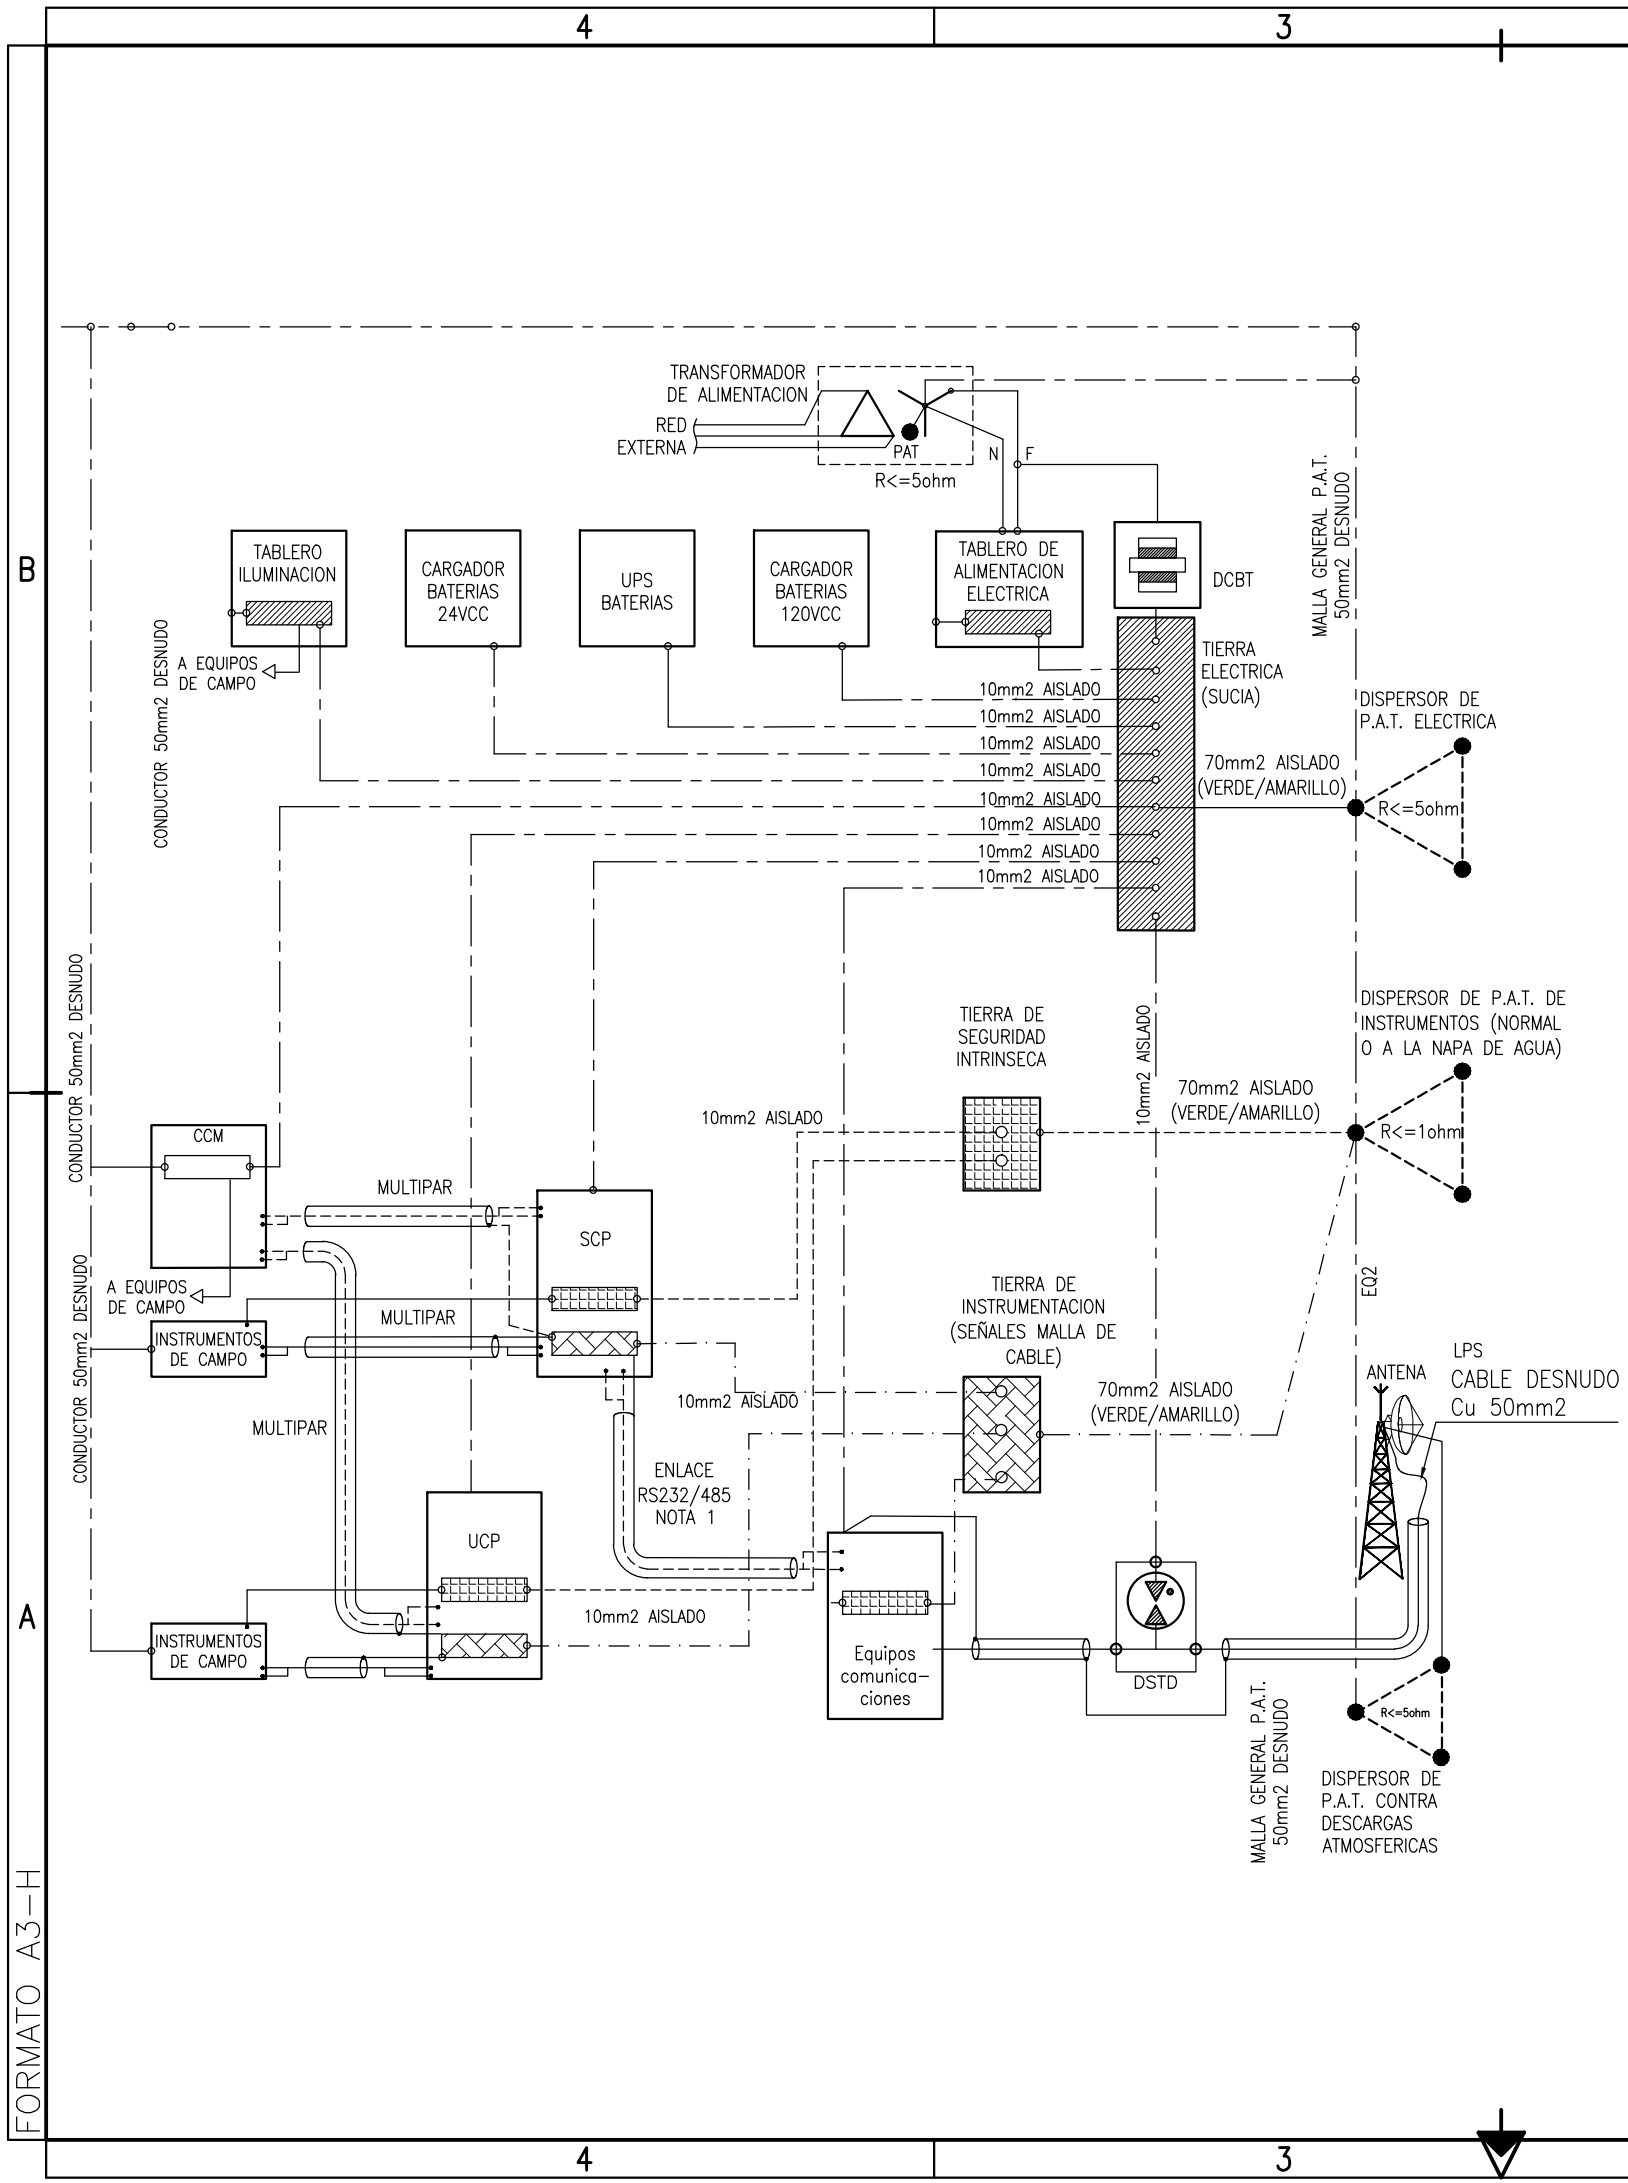 4
3
TRANSFORMADOR
DE ALIMENTACION
RED
EXTERNA
PAT
R<=5ohm
N
F
MALLA GENERAL P.A.T.
50mm2 DESNUDO
B
TABLERO
ILUMINACION
CARGADOR
BATERIAS
24VCC
UPS
BATERIAS
CARGADOR
BATERIAS
120VCC
TABLERO DE
ALIMENTACION
ELECTRICA
DCBT
CONDUCTOR 50mm2 DESNUDO
A EQUIPOS
DE CAMPO
TIERRA
ELECTRICA
(SUCIA)
10mm2 AISLADO
10mm2 AISLADO
10mm2 AISLADO
10mm2 AISLADO
10mm2 AISLADO
10mm2 AISLADO
10mm2 AISLADO
10mm2 AISLADO
DISPERSOR DE
P.A.T. ELECTRICA
70mm2 AISLADO
(VERDE/AMARILLO)
R<=5ohm
CONDUCTOR 50mm2 DESNUDO
TIERRA DE
SEGURIDAD
INTRINSECA
10mm2 AISLADO
DISPERSOR DE P.A.T. DE
INSTRUMENTOS (NORMAL
O A LA NAPA DE AGUA)
70mm2 AISLADO
(VERDE/AMARILLO)
R<=1ohm
10mm2 AISLADO
CCM
MULTIPAR
SCP
A EQUIPOS
DE CAMPO
CONDUCTOR 50mm2 DESNUDO
MULTIPAR
INSTRUMENTOS
DE CAMPO
TIERRA DE
INSTRUMENTACION
(SEÑALES MALLA DE
CABLE)
EQ2
10mm2 AISLADO
70mm2 AISLADO
(VERDE/AMARILLO)
ANTENA
LPS
CABLE DESNUDO
Cu 50mm2
MULTIPAR
ENLACE
RS232/485
NOTA 1
UCP
A
10mm2 AISLADO
INSTRUMENTOS
DE CAMPO
Equipos
comunica-
ciones
DSTD
MALLA GENERAL P.A.T.
50mm2 DESNUDO
R<=5ohm
DISPERSOR DE
P.A.T. CONTRA
DESCARGAS
ATMOSFERICAS
FORMATO A3-H
4
3